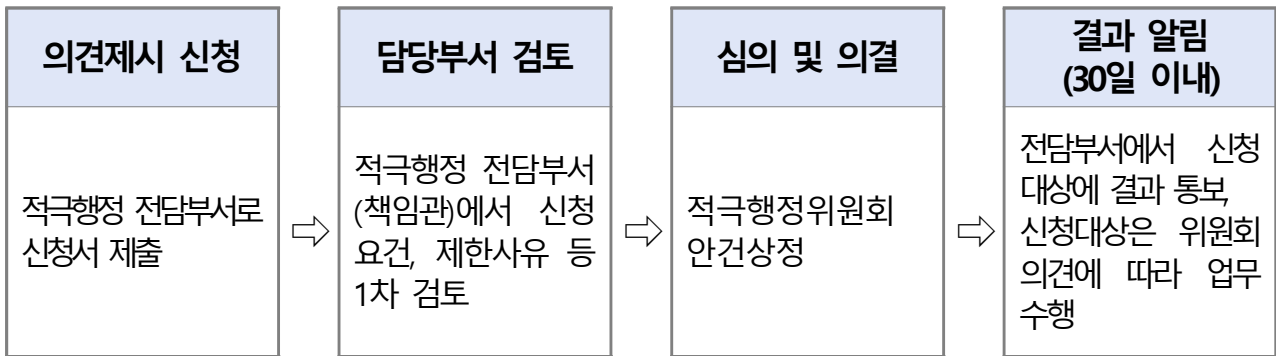 의견제시 신청
적극행정 전담부서로
신청서 제출
⇨
담당부서 검토
적극행정 전담부서
(책임관)에서 신청
요건, 제한사유 등
1차 검토
⇨
심의 및 의결
적극행정위원회
안건상정
⇨
결과 알림
(30일 이내)
전담부서에서 신청
대상에 결과 통보,
신청대상은 위원회
의견에 따라 업무
수행